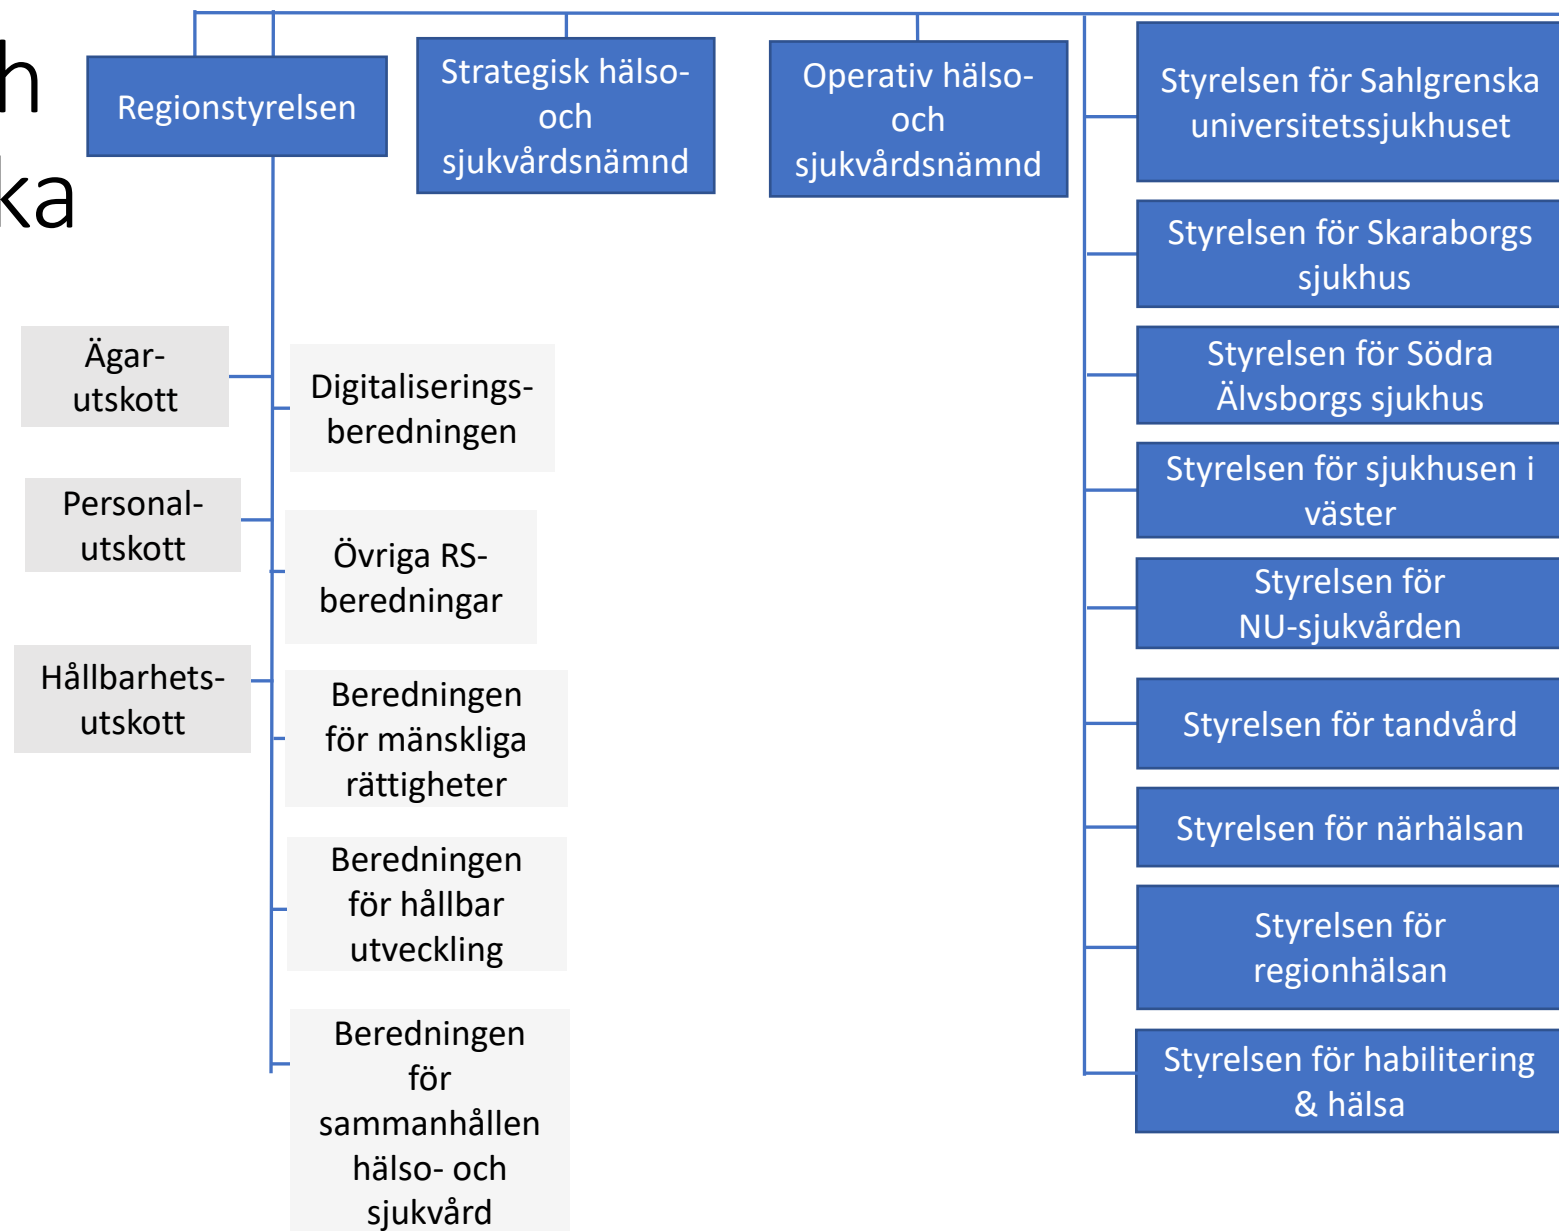 h
ka
Regionstyrelsen
Strategisk hälso-
och
sjukvårdsnämnd
Operativ hälso-
och
sjukvårdsnämnd
Styrelsen för Sahlgrenska
universitetssjukhuset
Styrelsen för Skaraborgs
sjukhus
Styrelsen för Södra
Älvsborgs sjukhus
Styrelsen för sjukhusen i
väster
Styrelsen för
NU-sjukvården
Styrelsen för tandvård
Styrelsen för närhälsan
Styrelsen för
regionhälsan
Styrelsen för habilitering
& hälsa
Ägar-
utskott
Personal-
utskott
Hållbarhets-
utskott
Digitaliserings-
beredningen
Övriga RS-
beredningar
Beredningen
för mänskliga
rättigheter
Beredningen
för hållbar
utveckling
Beredningen
för
sammanhållen
hälso- och
sjukvård